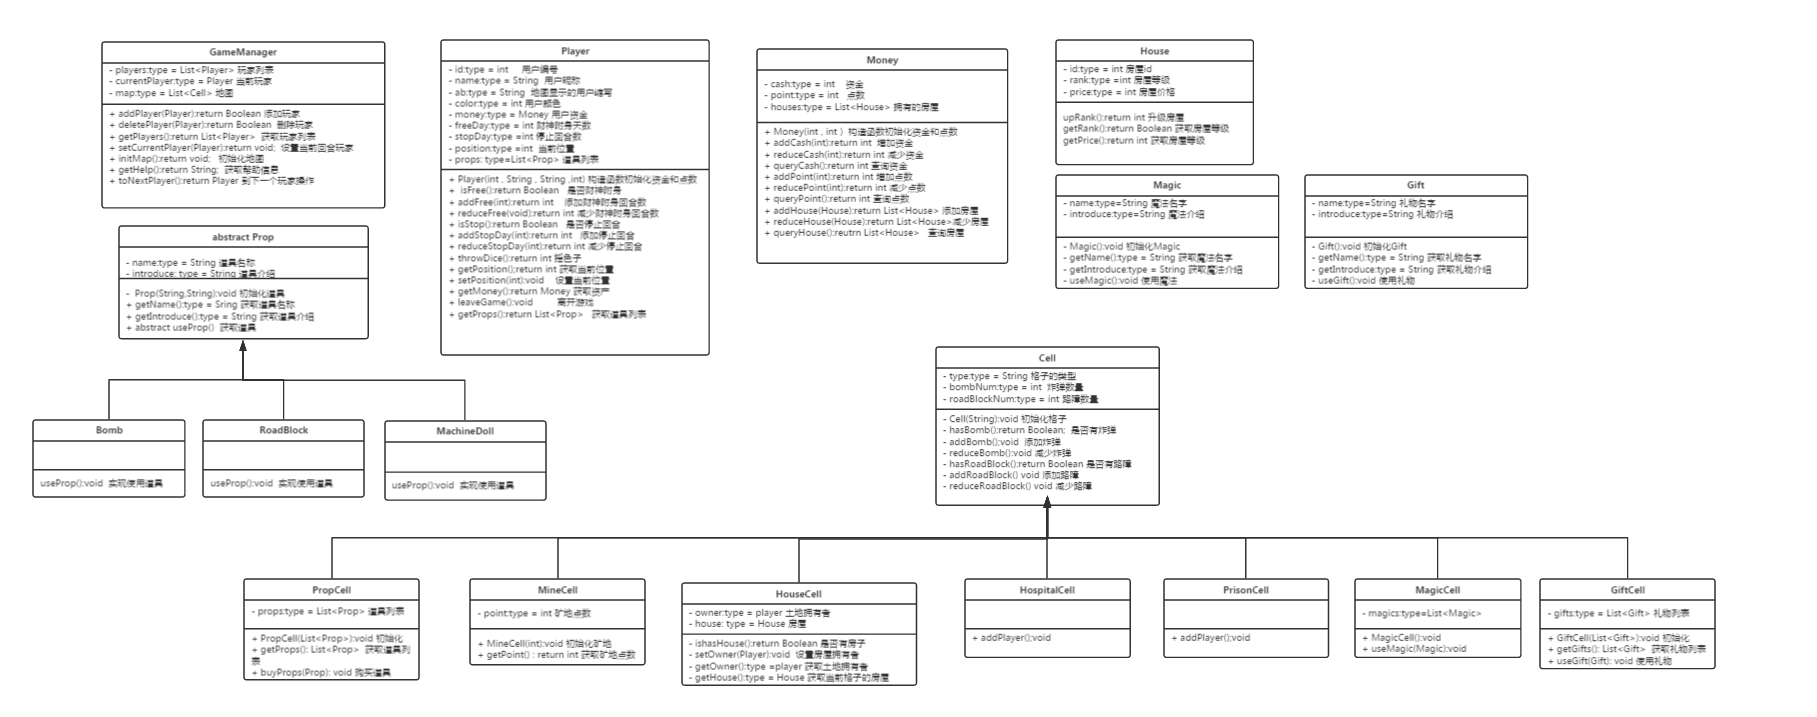 GameManager
- players:type = List<Player> 玩家列表
- currentPlayer:type = Player 当前玩家
- map:type = List<Cell> 地图
+ addPlayer(Player):return Boolean 添加玩家
+ deletePlayer(Player):return Boolean 删除玩家
+ getPlayers():return List<Player> 获取玩家列表
+ setCurrentPlayer(Player):return void; 设置当前回合玩家
+ initMap():return void; 初始化地图
+ getHelp():return String; 获取帮助信息
+ toNextPlayer():return Player 到下一个玩家操作
Player
- id:type = int 用户编号
- name:type = String 用户昵称
- ab:type = String 地图显示的用户缩写
- color:type = int 用户颜色
- money:type = Money 用户资金
- freeDay:type = int 财神附身天数
- stopDay:type =int 停止回合数
- position:type =int 当前位置
- props: type=List<Prop> 道具列表
+ Player(int , String , String ,int) 构造函数初始化资金和点数
+ isFree():return Boolean 是否财神附身
+ addFree(int):return int 添加财神附身回合数
+ reduceFree(void):return int 减少财神附身回合数
+ isStop():return Boolean 是否停止回合
+ addStopDay(int):return int 添加停止回合
+ reduceStopDay(int):return int 减少停止回合
+ throwDice():return int 摇色子
+ getPosition():return int 获取当前位置
+ setPosition(int):void 设置当前位置
+ getMoney():return Money 获取资产
+ leaveGame():void 离开游戏
+ getProps():return List<Prop> 获取道具列表
Money
- cash:type = int 资金
- point:type = int 点数
- houses:type = List<House> 拥有的房屋
+ Money(int , int ) 构造函数初始化资金和点数
+ addCash(int):return int 增加资金
+ reduceCash(int):return int 减少资金
+ queryCash():return int 查询资金
+ addPoint(int):return int 增加点数
+ reducePoint(int):return int 减少点数
+ queryPoint():return int 查询点数
+ addHouse(House):return List<House> 添加房屋
+ reduceHouse(House):return List<House>减少房屋
+ queryHouse():reutrn List<House> 查询房屋
House
- id:type = int 房屋id
- rank:type =int 房屋等级
- price:type = int 房屋价格
upRank():return int 升级房屋
getRank():return Boolean 获取房屋等级
getPrice():return int 获取房屋等级
Magic
- name:type=String 魔法名字
- introduce:type=String 魔法介绍
- Magic():void 初始化Magic
- getName():type = String 获取魔法名字
- getIntroduce:type = String 获取魔法介绍
- useMagic():void 使用魔法
Gift
- name:type=String 礼物名字
- introduce:type=String 礼物介绍
- Gift():void 初始化Gift
- getName():type = String 获取礼物名字
- getIntroduce:type = String 获取礼物介绍
- useGift():void 使用礼物
abstract Prop
- name:type = String 道具名称
- introduce: type = String 道具介绍
- Prop(String,String):void 初始化道具
+ getName():type = Sring 获取道具名称
+ getIntroduce():type = String 获取道具介绍
+ abstract useProp() 获取道具
Bomb
useProp():void 实现使用道具
RoadBlock
useProp():void 实现使用道具
MachineDoll
useProp():void 实现使用道具
Cell
- type:type = String 格子的类型
- bombNum:type = int 炸弹数量
- roadBlockNum:type = int 路障数量
- Cell(String):void 初始化格子
- hasBomb():return Boolean; 是否有炸弹
- addBomb();void 添加炸弹
- reduceBomb():void 减少炸弹
- hasRoadBlock():return Boolean 是否有路障
- addRoadBlock() void 添加路障
- reduceRoadBlock() void 减少路障
PropCell
- props:type = List<Prop> 道具列表
+ PropCell(List<Prop>):void 初始化
+ getProps(): List<Prop> 获取道具列
表
+ buyProps(Prop): void 购买道具
MineCell
- point:type = int 矿地点数
+ MineCell(int):void 初始化矿地
+ getPoint() : return int 获取矿地点数
HouseCell
- owner:type = player 土地拥有者
- house: type = House 房屋
- ishasHouse():return Boolean 是否有房子
- setOwner(Player):void 设置房屋拥有者
- getOwner():type =player 获取土地拥有者
- getHouse():type = House 获取当前格子的房屋
HospitalCell
+ addPlayer();void
PrisonCell
+ addPlayer();void
MagicCell
- magics:type=List<Magic>
+ MagicCell():void
+ useMagic(Magic):void
GiftCell
- gifts:type = List<Gift> 礼物列表
+ GiftCell(List<Gift>):void 初始化
+ getGifts(): List<Gift> 获取礼物列表
+ useGift(Gift): void 使用礼物